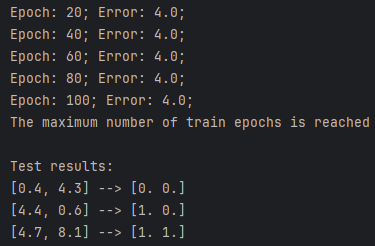 Epoch: 20; Error: 4.0;
Epoch: 40; Error: 4.0;
Epoch: 60; Error: 4.0;
Epoch: 80; Error: 4.0;
Epoch: 100; Error: 4.0;
The maximum number of train epochs is reached
Test results:
[0.4, 4.3] --> [0. 0.]
[4.4, 0.6] --> [1. 0.]
[4.7, 8.1] --> [1. 1.]